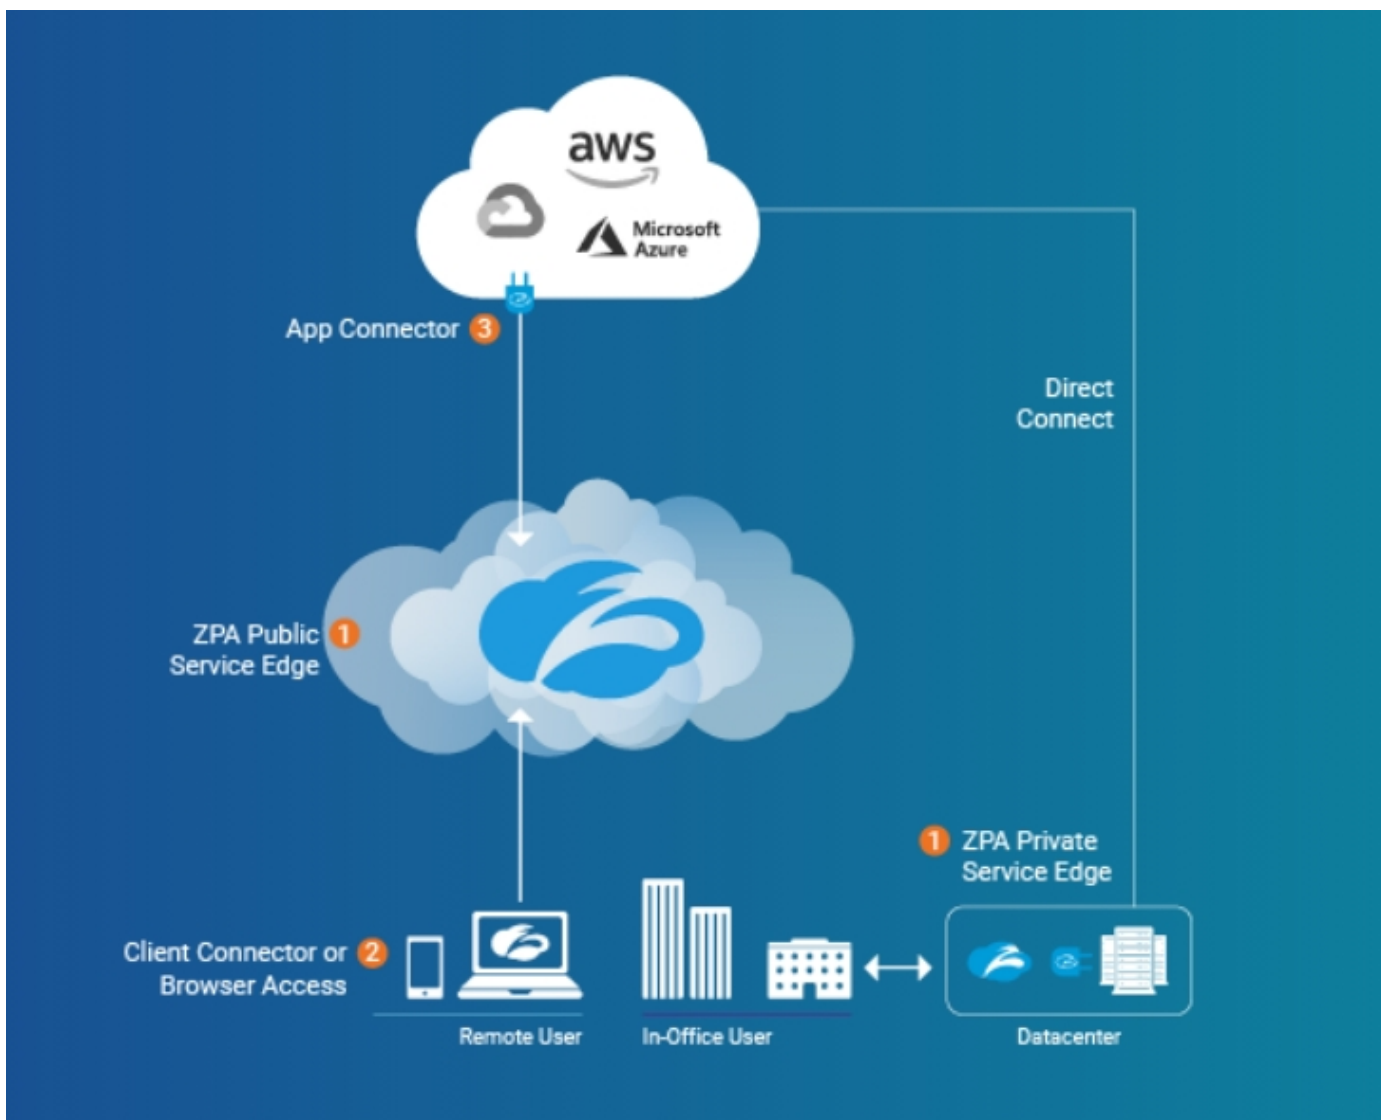 aws
Microsoft
Azure
App Connector 3
Direct
Connect
ZPA Public 1
Service Edge
1 ZPA Private
Service Edge
Client Connector or 2
Browser Access
Remote User
In-Office User
Datacenter